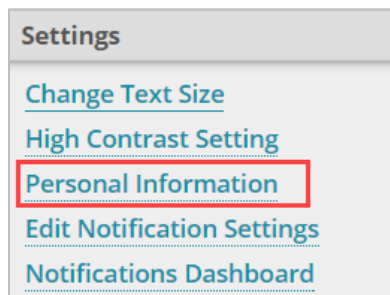 Settings
Change Text Size
High Contrast Setting
Personal Information
Edit Notification Settings
Notifications Dashboard